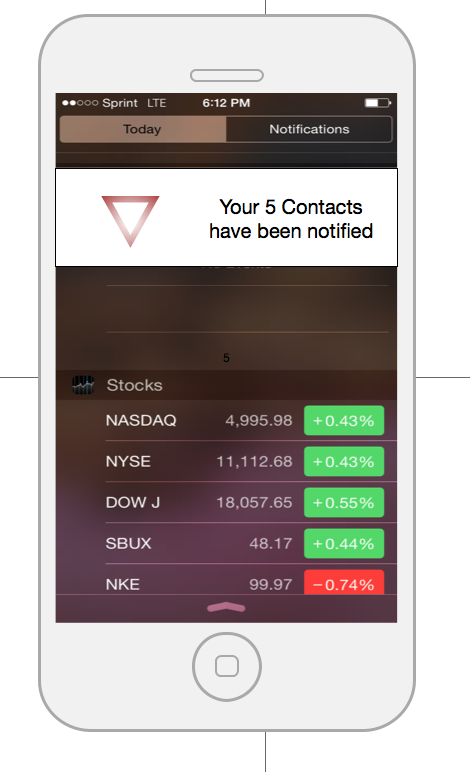 Sprint LTE 6:12 PM
Today Notifications
Your 5 Contacts
have been notified
5
Stocks
NASDAQ 4,995.98 +0.43%
NYSE 11,112.68 +0.43%
DOW J 18,057.65 +0.55%
SBUX 48.17 +0.44%
NKE 99.97 −0.74%